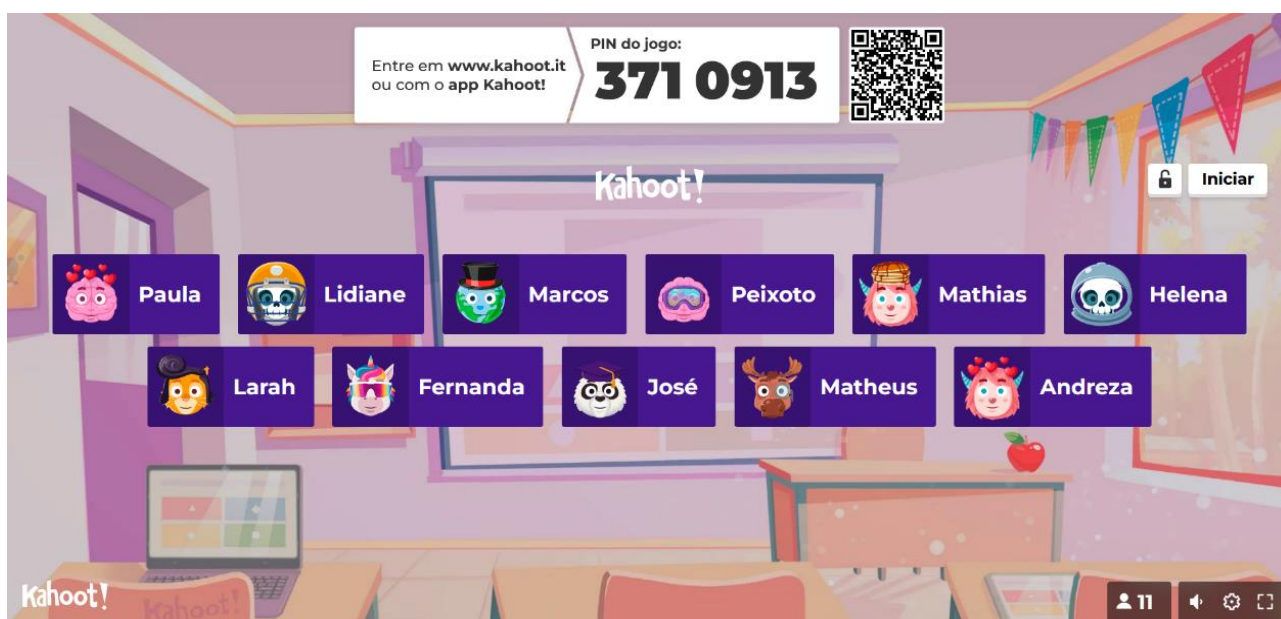 Entre em www.kahoot.it
ou com o app Kahoot!
PIN do jogo:
371 0913
Kahoot!
Iniciar
Paula
Lidiane
Marcos
Peixoto
Mathias
Helena
Larah
Fernanda
José
Matheus
Andreza
Kahoot!
Kahoot!
11